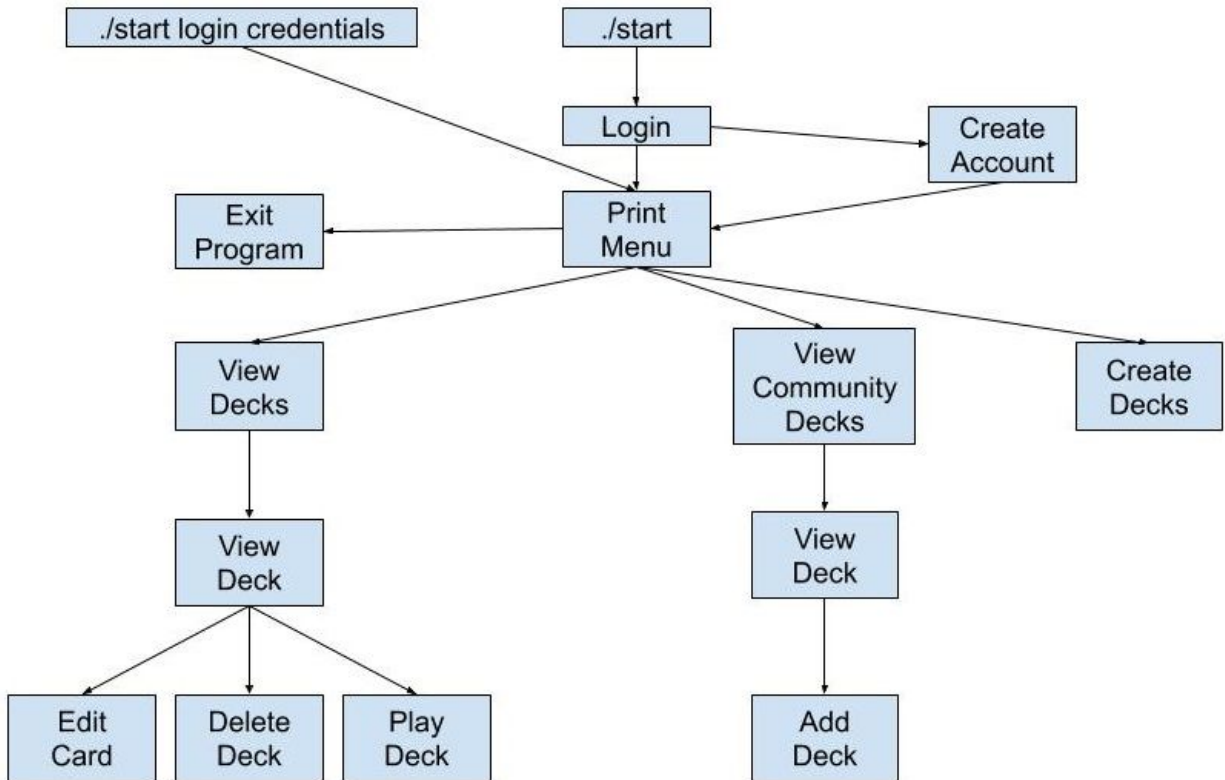 ./start login credentials
./start
Login
Create
Account
Exit
Program
Print
Menu
View
Decks
View
Community
Decks
Create
Decks
View
Deck
View
Deck
Edit
Card
Delete
Deck
Play
Deck
Add
Deck